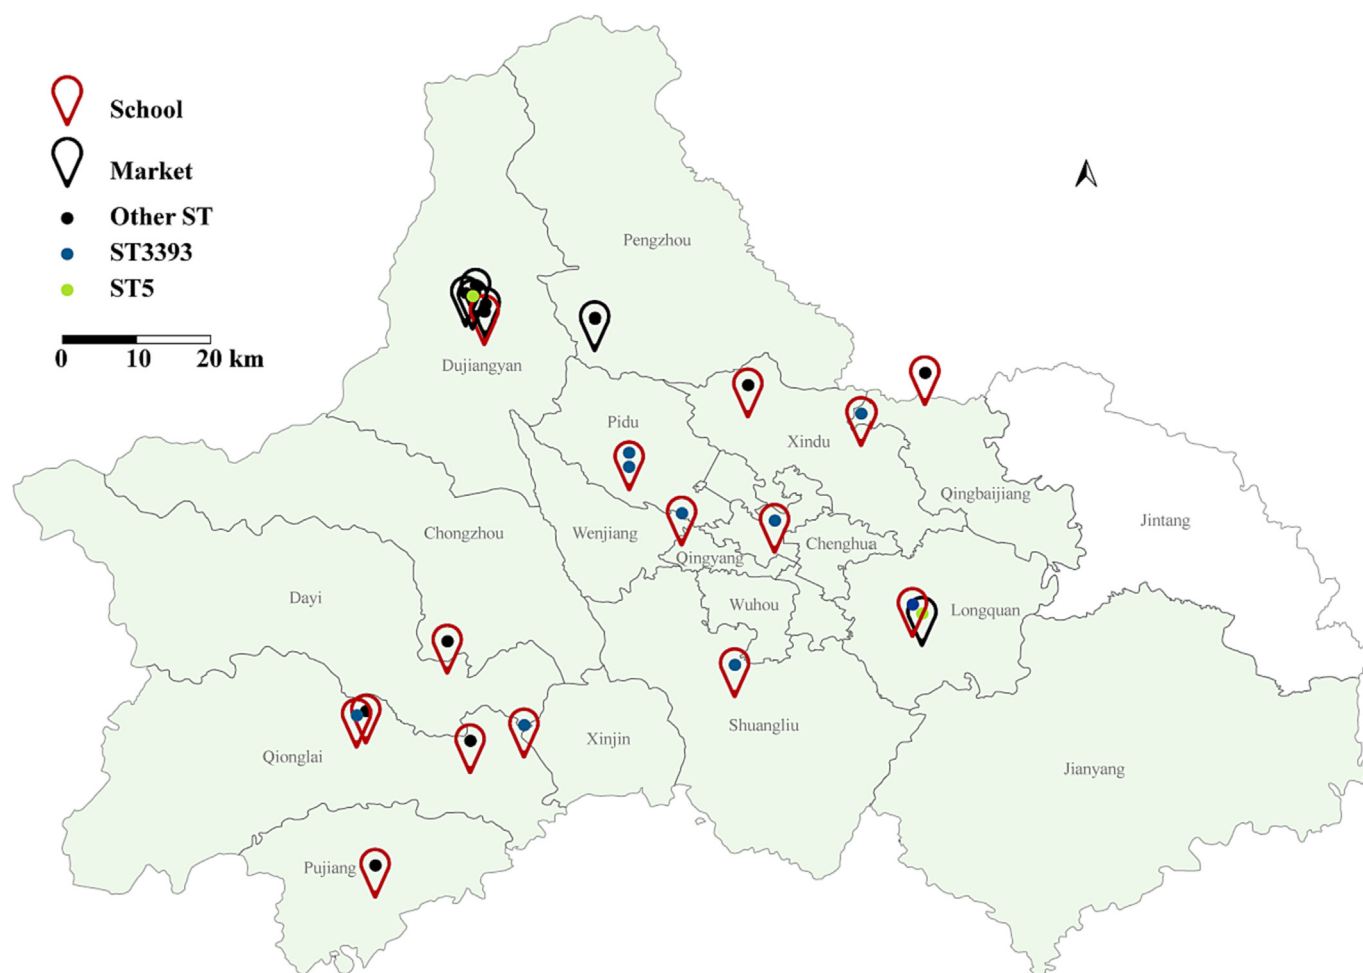 School
Market
Other ST
ST3393
ST5
0 10 20 km
Pengzhou
Dujiangyan
Pidu
Xindu
Qingbaijiang
Jintang
Chongzhou
Wenjiang
Qingyang
Chenghua
Dayi
Wuhou
Longquan
Shuangliu
Xinjin
Qionglai
Jianyang
Pujiang